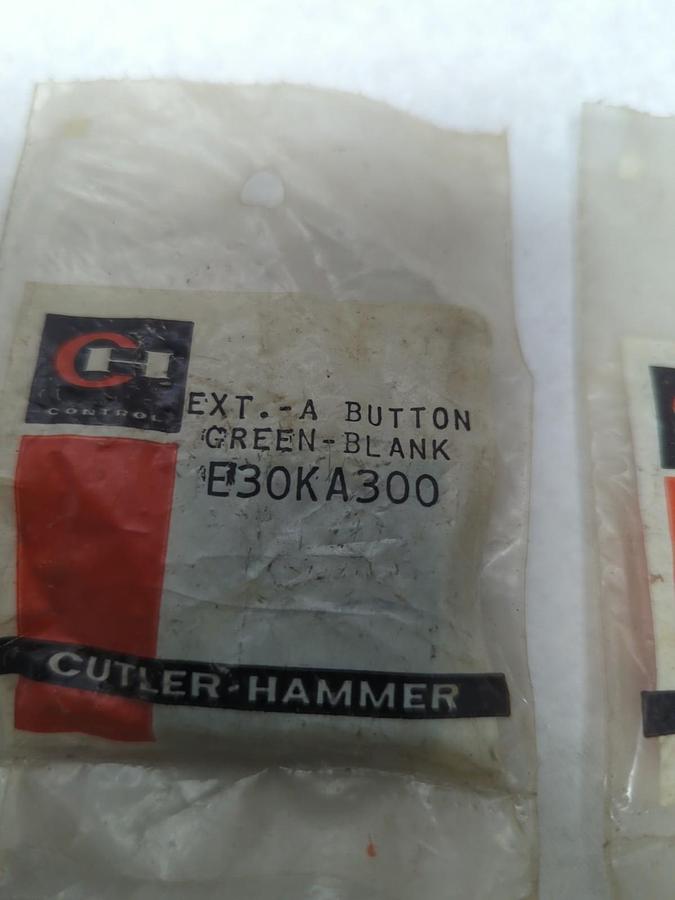 CH
CONTROL
EXT.-A BUTTON
GREEN-BLANK
E30KA300
CUTLER-HAMMER